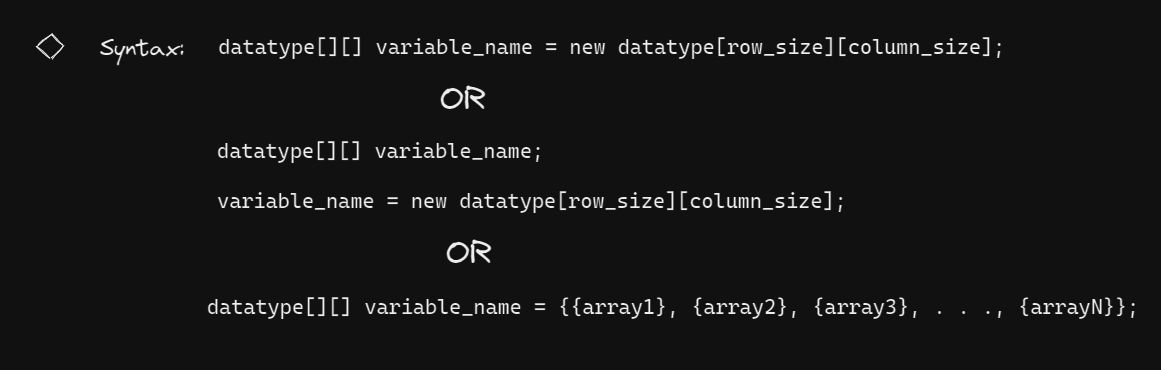 Syntax: datatype[][] variable_name = new datatype[row_size][column_size];
OR
datatype[][] variable_name;
variable_name = new datatype[row_size][column_size];
OR
datatype[][] variable_name = {{array1}, {array2}, {array3}, . . ., {arrayN}};